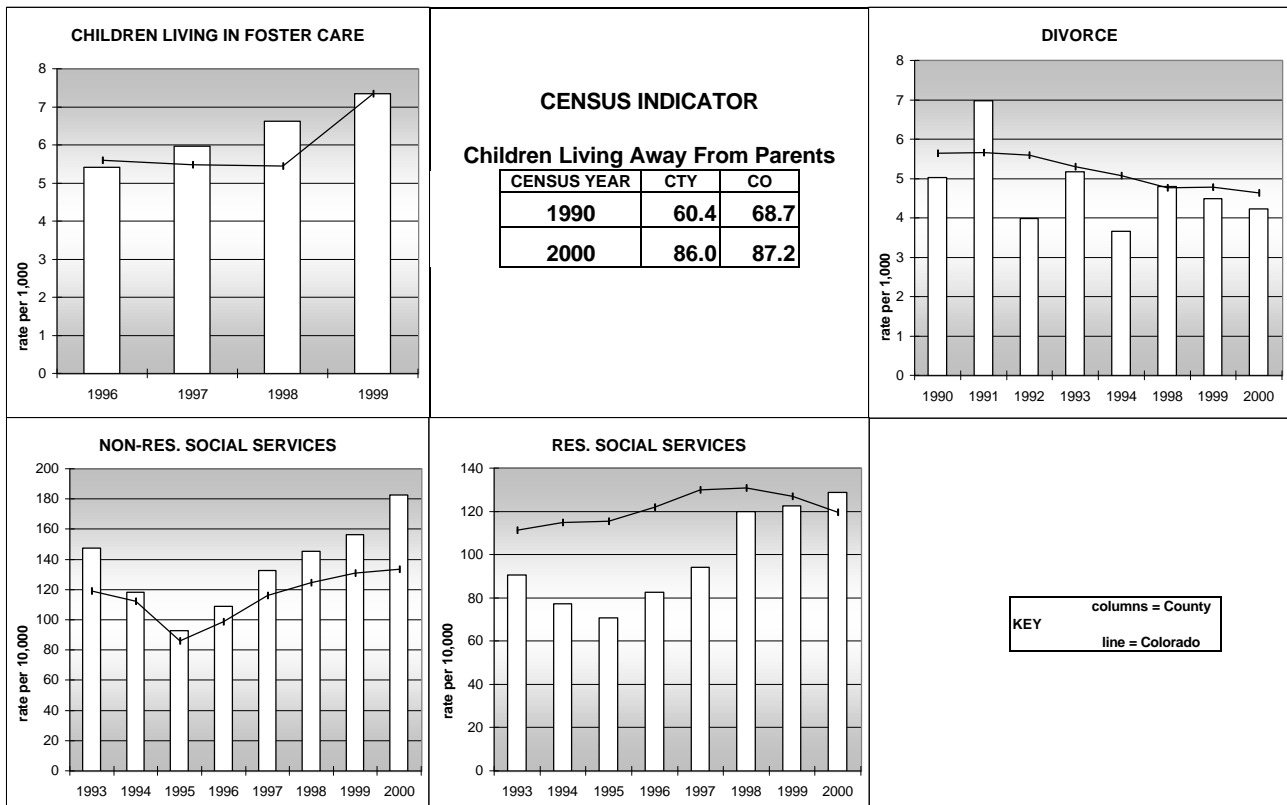 CHILDREN LIVING IN FOSTER CARE
8
7
6
5
4
3
2
1
0
rate per 1,000
1996 1997 1998 1999
CENSUS INDICATOR
Children Living Away From Parents
CENSUS YEAR CTY CO
1990 60.4 68.7
2000 86.0 87.2
DIVORCE
8
7
6
5
4
3
2
1
0
rate per 1,000
1990 1991 1992 1993 1994 1998 1999 2000
NON-RES. SOCIAL SERVICES
200
180
160
140
120
100
80
60
40
20
0
rate per 10,000
1993 1994 1995 1996 1997 1998 1999 2000
RES. SOCIAL SERVICES
140
120
100
80
60
40
20
0
rate per 10,000
1993 1994 1995 1996 1997 1998 1999 2000
columns = County
KEY
line = Colorado